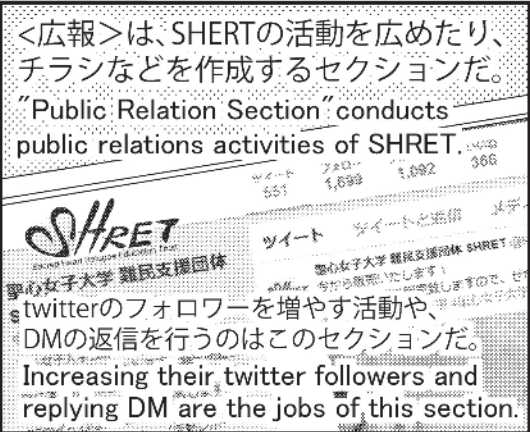 <広報>は、SHERTの活動を広めたり、
チラシなどを作成するセクションだ。
"Public Relation Section"conducts
public relations activities of SHRET.
ツイート フォロー
551 1,699 1,092 366
SHRET
ツイート ツイートと返信 メデ
聖心女子大学 難民支援団体
聖心女子大学 難民支援団体 SHRET
twitterのフォロワーを増やす活動や、
DMの返信を行うのはこのセクションだ。
Increasing their twitter followers and
replying DM are the jobs of this section.